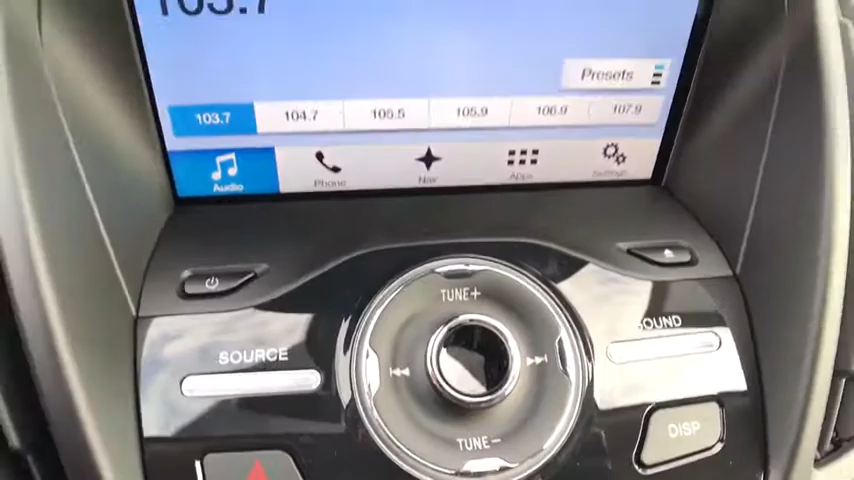 103.7
Presets
103.7 104.7 105.5 105.9 106.9 107.9
Audio Phone Nav Apps Settings
TUNE+
SOUND
SOURCE
DISP
TUNE−